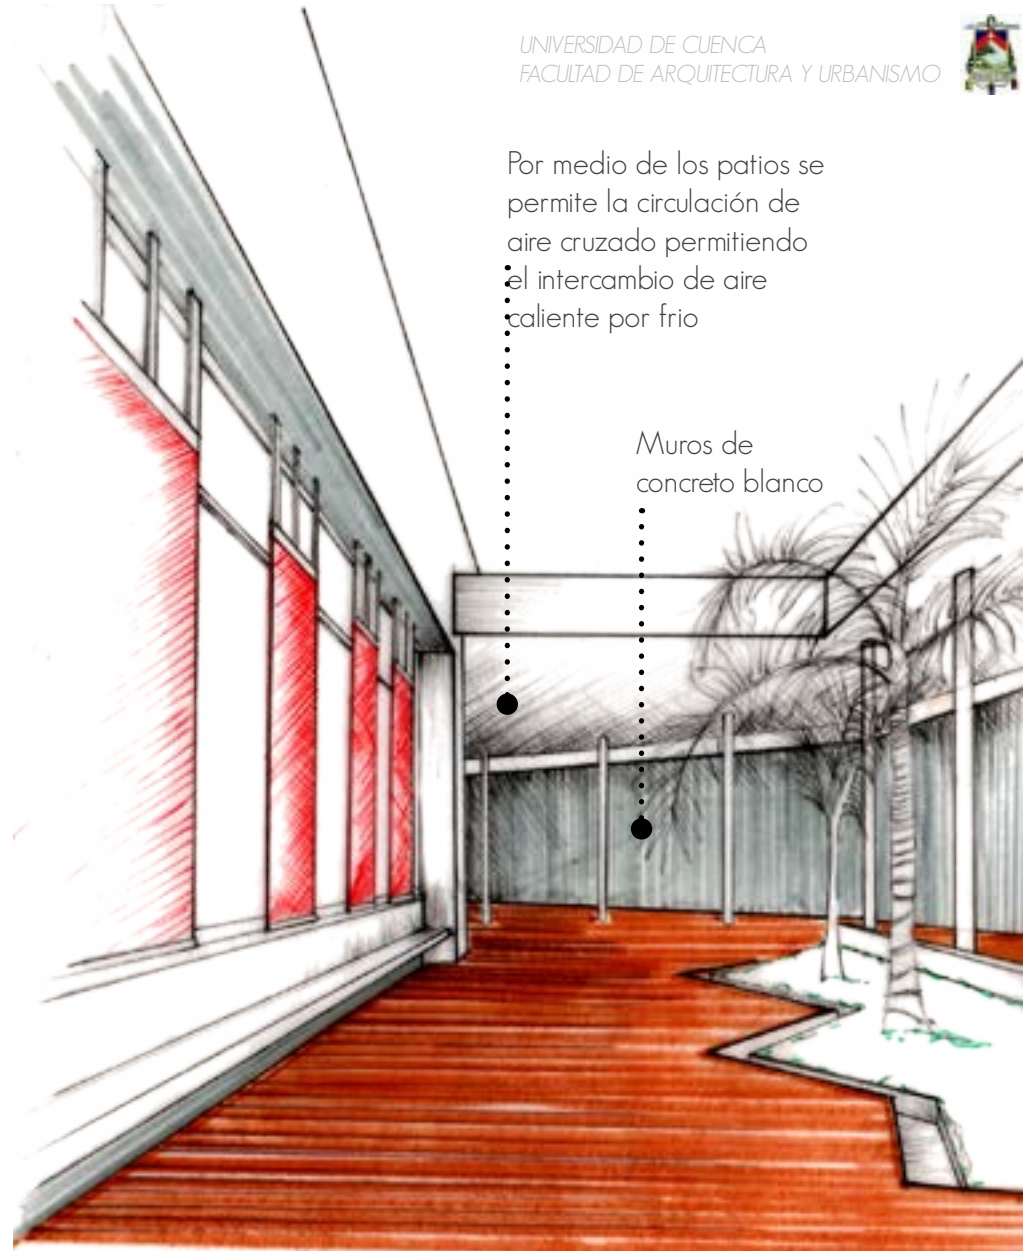 UNIVERSIDAD DE CUENCA
FACULTAD DE ARQUITECTURA Y URBANISMO
Por medio de los patios se
permite la circulación de
aire cruzado permitiendo
el intercambio de aire
caliente por frio
Muros de
concreto blanco